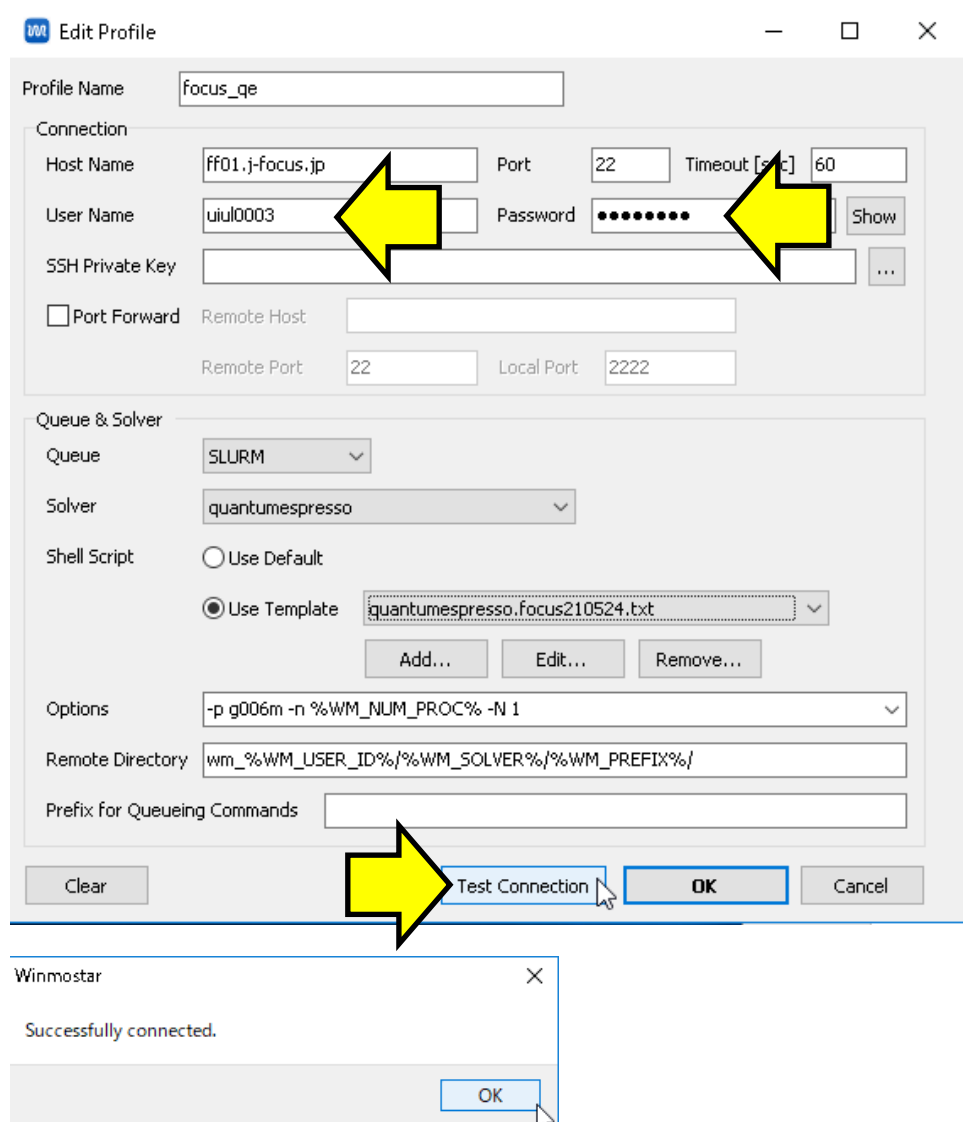 Edit Profile
Profile Name focus_qe
Connection
Host Name ff01.j-focus.jp Port 22 Timeout [sec] 60
User Name uiul0003 Password ●●●●●●●● Show
SSH Private Key ...
Port Forward Remote Host
Remote Port 22 Local Port 2222
Queue & Solver
Queue SLURM
Solver quantumespresso
Shell Script Use Default
Use Template quantumespresso.focus210524.txt
Add... Edit... Remove...
Options -p g006m -n %WM_NUM_PROC% -N 1
Remote Directory wm_%WM_USER_ID%/%WM_SOLVER%/%WM_PREFIX%/
Prefix for Queueing Commands
Clear Test Connection OK Cancel
Winmostar
Successfully connected.
OK